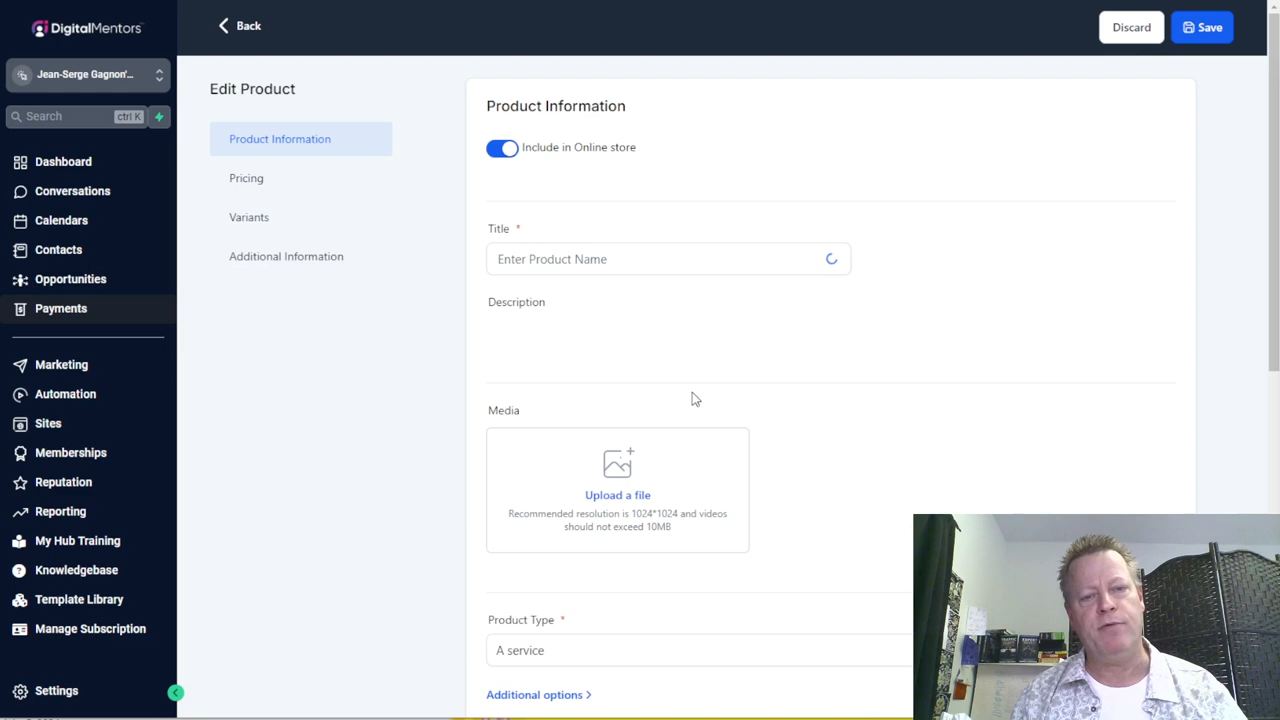 DigitalMentors
Back
Discard
Save
Jean-Serge Gagnon'...
Search
ctrl K
Dashboard
Conversations
Calendars
Contacts
Opportunities
Payments
Marketing
Automation
Sites
Memberships
Reputation
Reporting
My Hub Training
Knowledgebase
Template Library
Manage Subscription
Settings
Edit Product
Product Information
Pricing
Variants
Additional Information
Product Information
Include in Online store
Title *
Enter Product Name
Description
Media
Upload a file
Recommended resolution is 1024*1024 and videos
should not exceed 10MB
Product Type *
A service
Additional options >